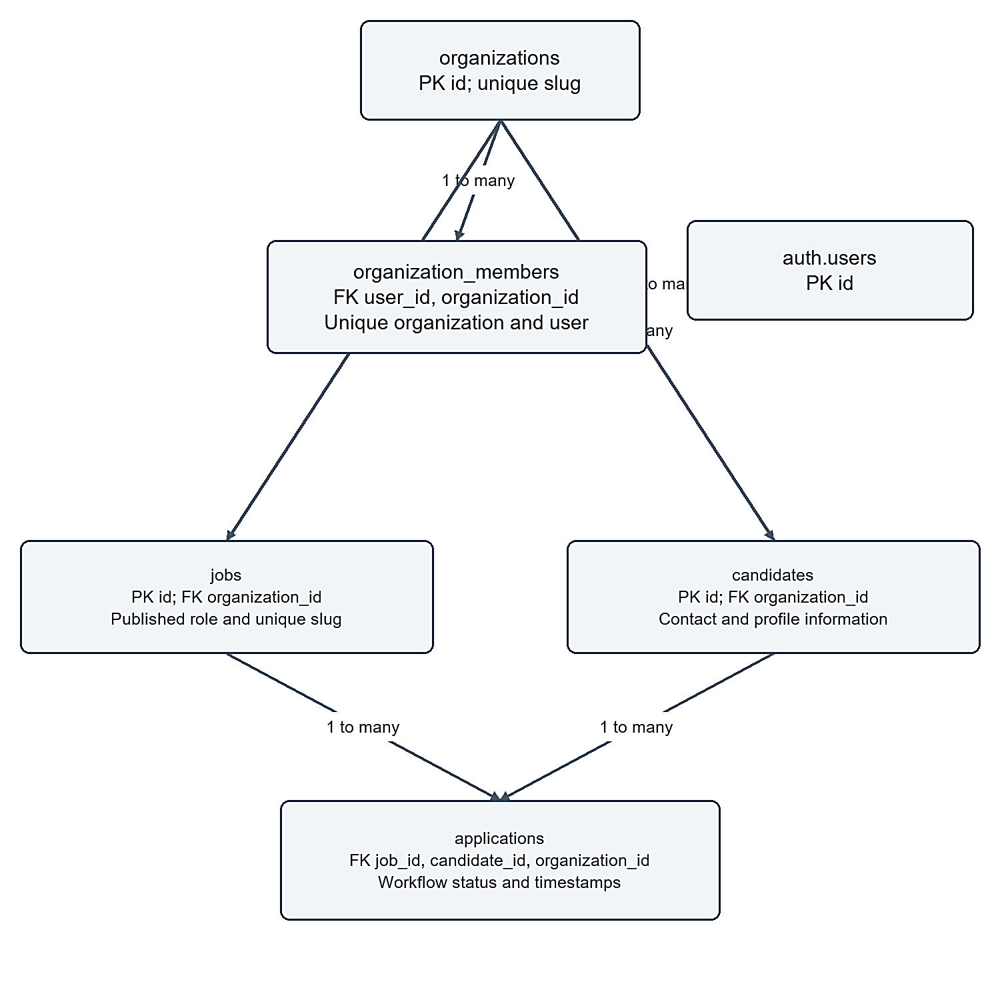 organizations
PK id; unique slug
1 to many
organization_members
FK user_id, organization_id
Unique organization and user
auth.users
PK id
jobs
PK id; FK organization_id
Published role and unique slug
candidates
PK id; FK organization_id
Contact and profile information
1 to many
1 to many
applications
FK job_id, candidate_id, organization_id
Workflow status and timestamps